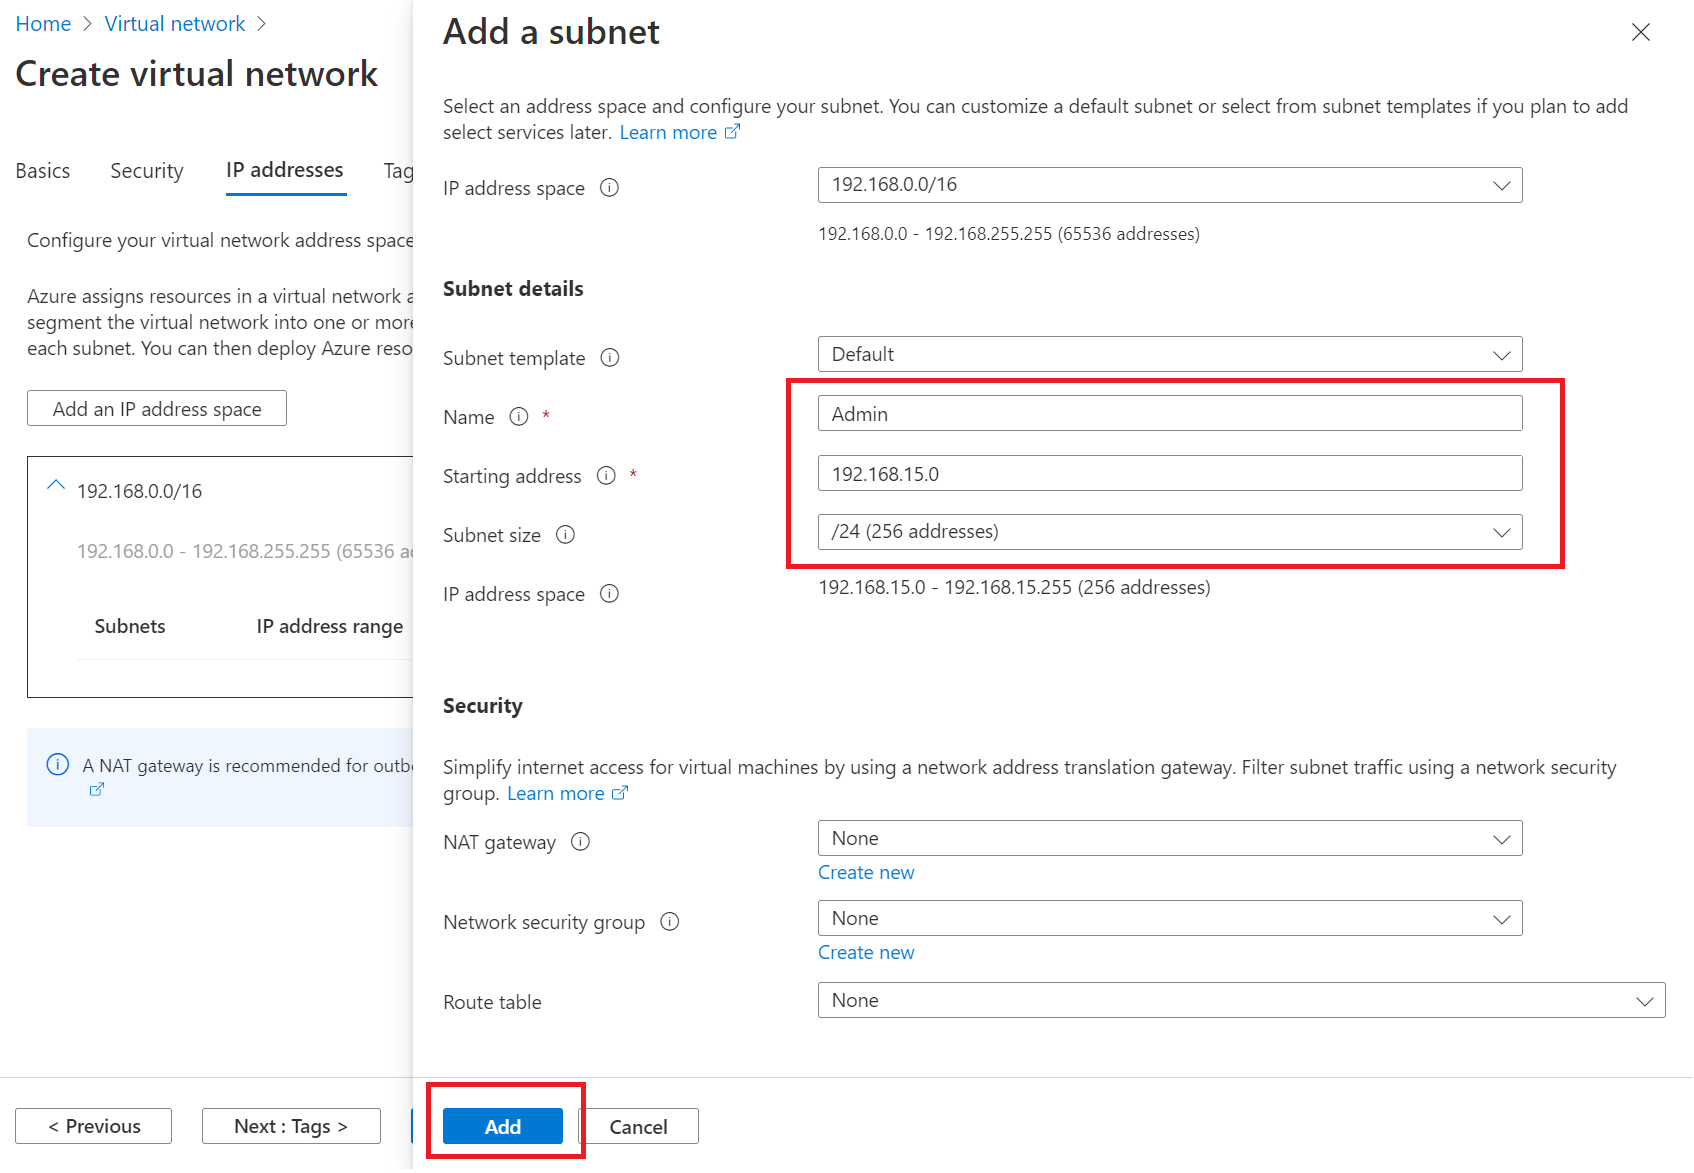 Home > Virtual network >
Create virtual network
Basics Security IP addresses Tag
Configure your virtual network address space
Azure assigns resources in a virtual network a
segment the virtual network into one or more
each subnet. You can then deploy Azure reso
Add an IP address space
192.168.0.0/16
192.168.0.0 - 192.168.255.255 (65536 ad
Subnets IP address range
A NAT gateway is recommended for outbo
< Previous
Next : Tags >
Add a subnet
Select an address space and configure your subnet. You can customize a default subnet or select from subnet templates if you plan to add
select services later. Learn more
IP address space
192.168.0.0/16
192.168.0.0 - 192.168.255.255 (65536 addresses)
Subnet details
Subnet template
Default
Name *
Admin
Starting address *
192.168.15.0
Subnet size
/24 (256 addresses)
IP address space
192.168.15.0 - 192.168.15.255 (256 addresses)
Security
Simplify internet access for virtual machines by using a network address translation gateway. Filter subnet traffic using a network security
group. Learn more
NAT gateway
None
Create new
Network security group
None
Create new
Route table
None
Add
Cancel